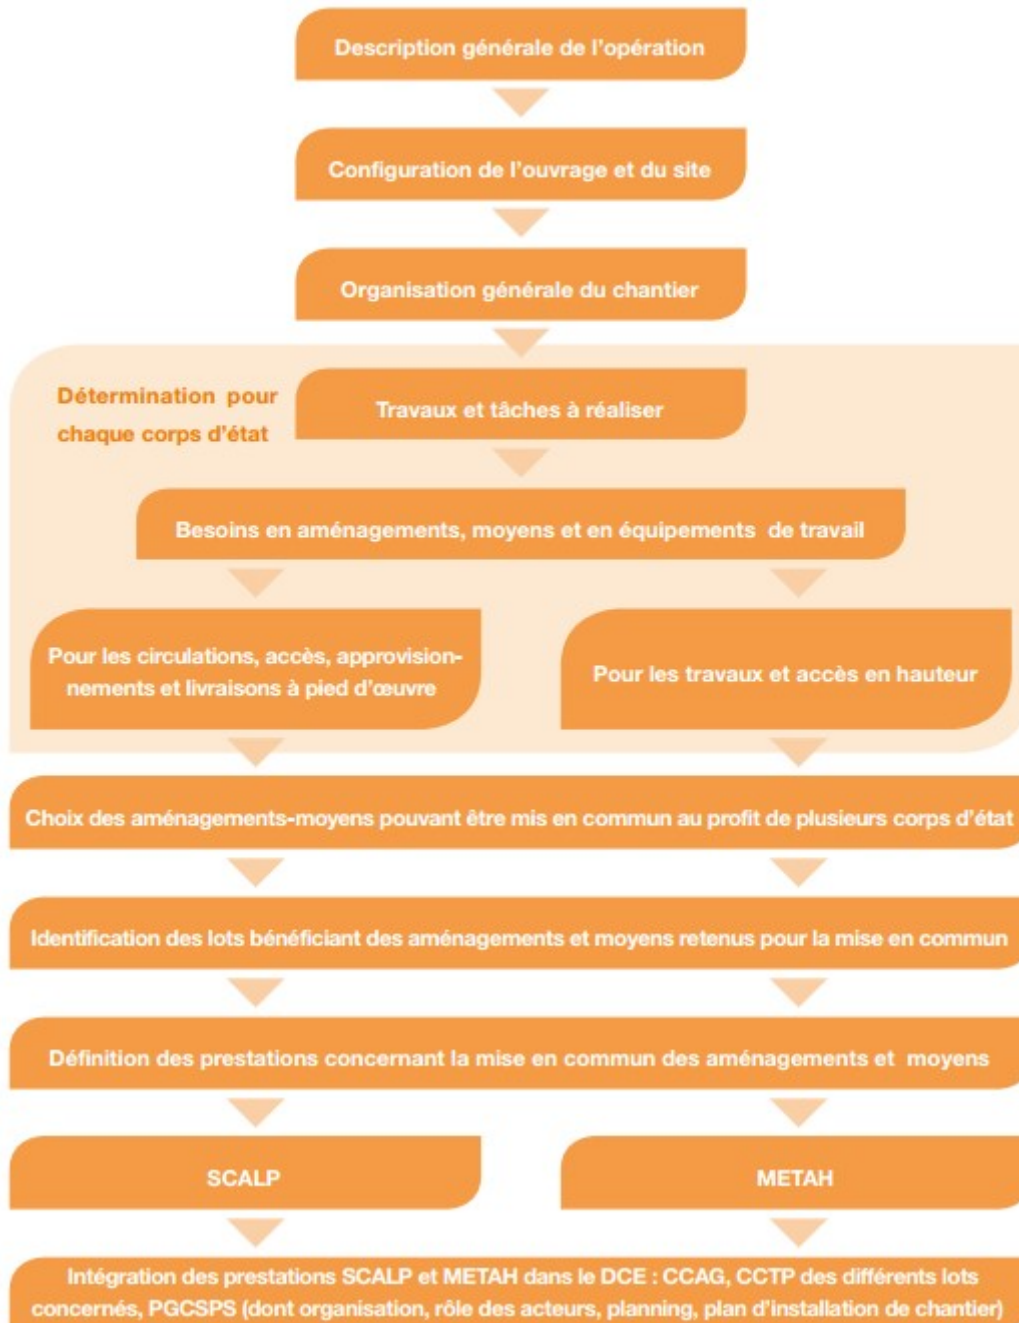 Description générale de l'opération
Configuration de l'ouvrage et du site
Organisation générale du chantier
Détermination pour
chaque corps d'état
Travaux et tâches à réaliser
Besoins en aménagements, moyens et en équipements de travail
Pour les circulations, accès, approvision-
nements et livraisons à pied d'œuvre
Pour les travaux et accès en hauteur
Choix des aménagements-moyens pouvant être mis en commun au profit de plusieurs corps d'état
Identification des lots bénéficiant des aménagements et moyens retenus pour la mise en commun
Définition des prestations concernant la mise en commun des aménagements et moyens
SCALP
METAH
Intégration des prestations SCALP et METAH dans le DCE : CCAG, CCTP des différents lots
concernés, PGCSPS (dont organisation, rôle des acteurs, planning, plan d'installation de chantier)